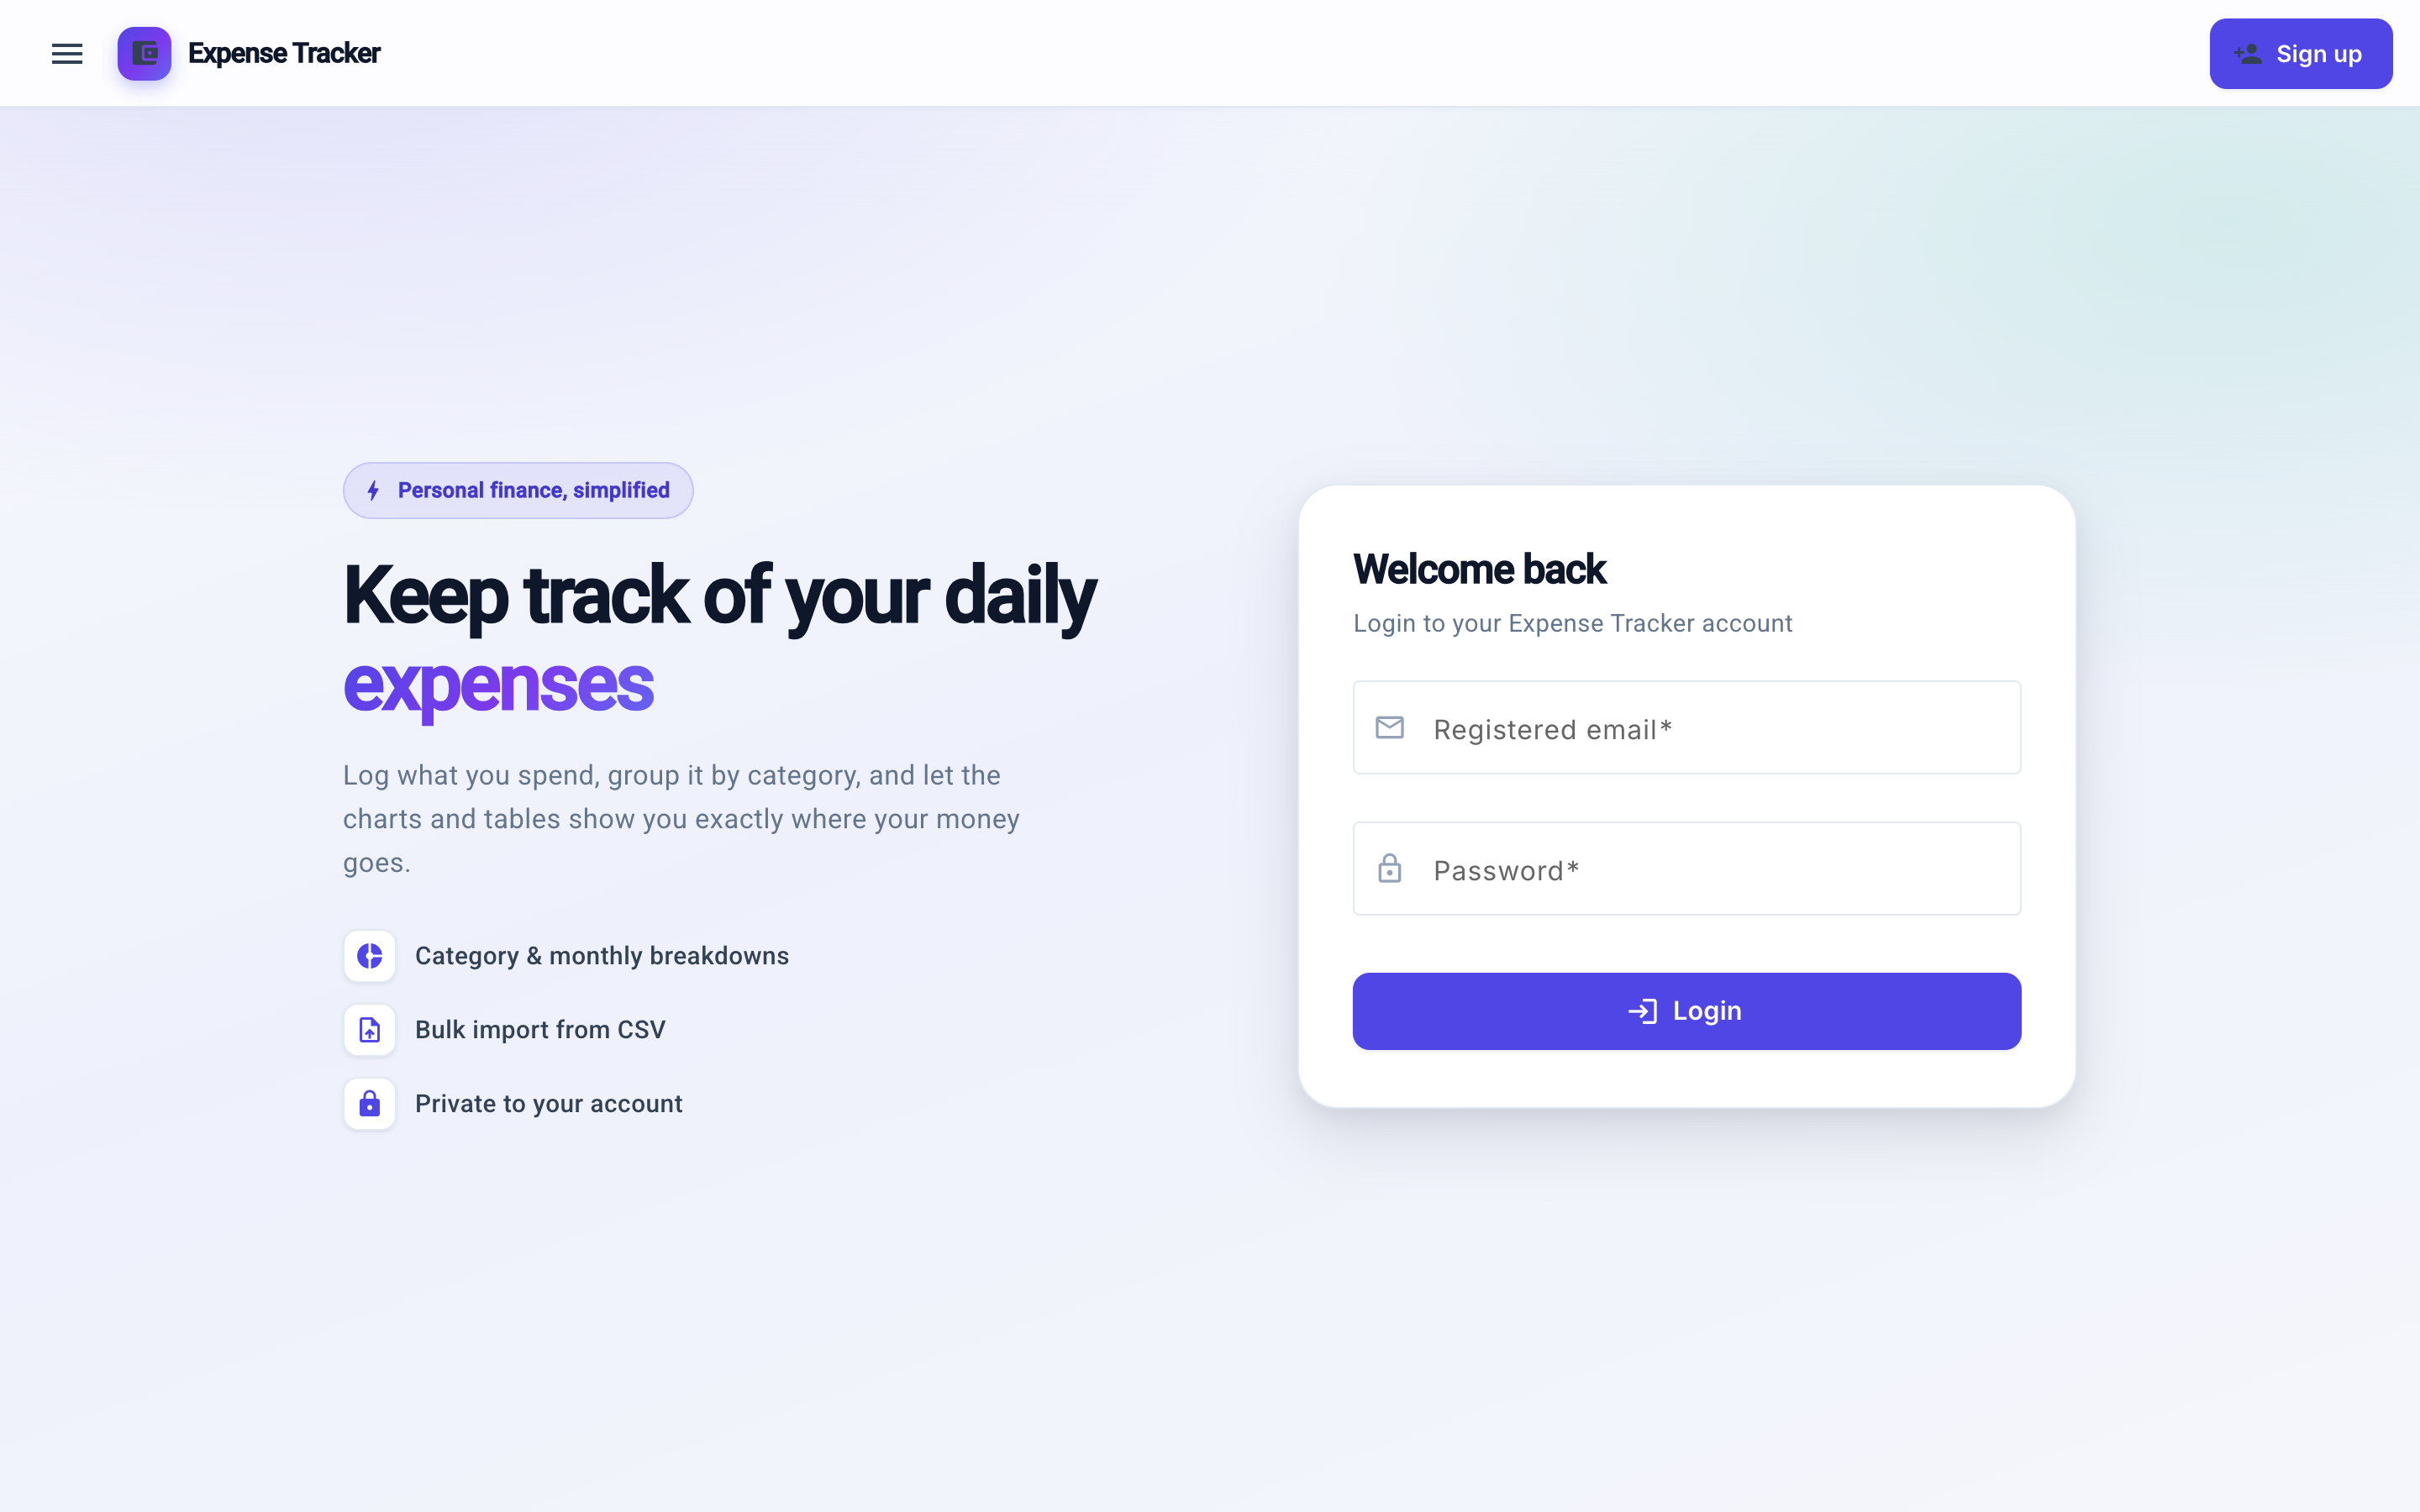 Expense Tracker
Sign up
Personal finance, simplified
Keep track of your daily
expenses
Log what you spend, group it by category, and let the
charts and tables show you exactly where your money
goes.
Category & monthly breakdowns
Bulk import from CSV
Private to your account
Welcome back
Login to your Expense Tracker account
Registered email*
Password*
Login